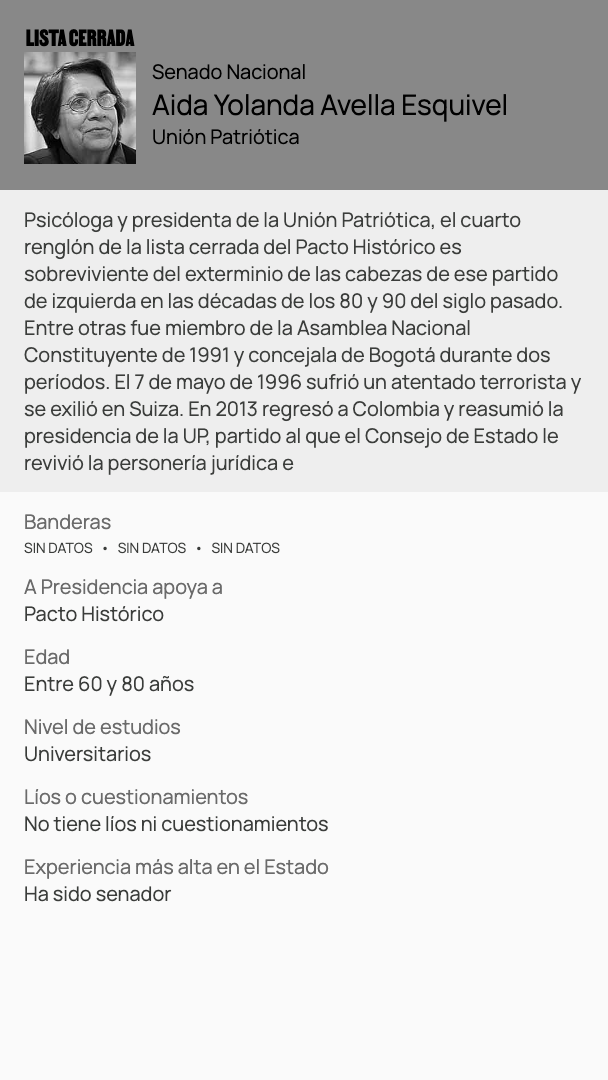 LISTA CERRADA
Senado Nacional
Aida Yolanda Avella Esquivel
Unión Patriótica
Psicóloga y presidenta de la Unión Patriótica, el cuarto
renglón de la lista cerrada del Pacto Histórico es
sobreviviente del exterminio de las cabezas de ese partido
de izquierda en las décadas de los 80 y 90 del siglo pasado.
Entre otras fue miembro de la Asamblea Nacional
Constituyente de 1991 y concejala de Bogotá durante dos
períodos. El 7 de mayo de 1996 sufrió un atentado terrorista y
se exilió en Suiza. En 2013 regresó a Colombia y reasumió la
presidencia de la UP, partido al que el Consejo de Estado le
revivió la personería jurídica e
Banderas
SIN DATOS • SIN DATOS • SIN DATOS
A Presidencia apoya a
Pacto Histórico
Edad
Entre 60 y 80 años
Nivel de estudios
Universitarios
Líos o cuestionamientos
No tiene líos ni cuestionamientos
Experiencia más alta en el Estado
Ha sido senador